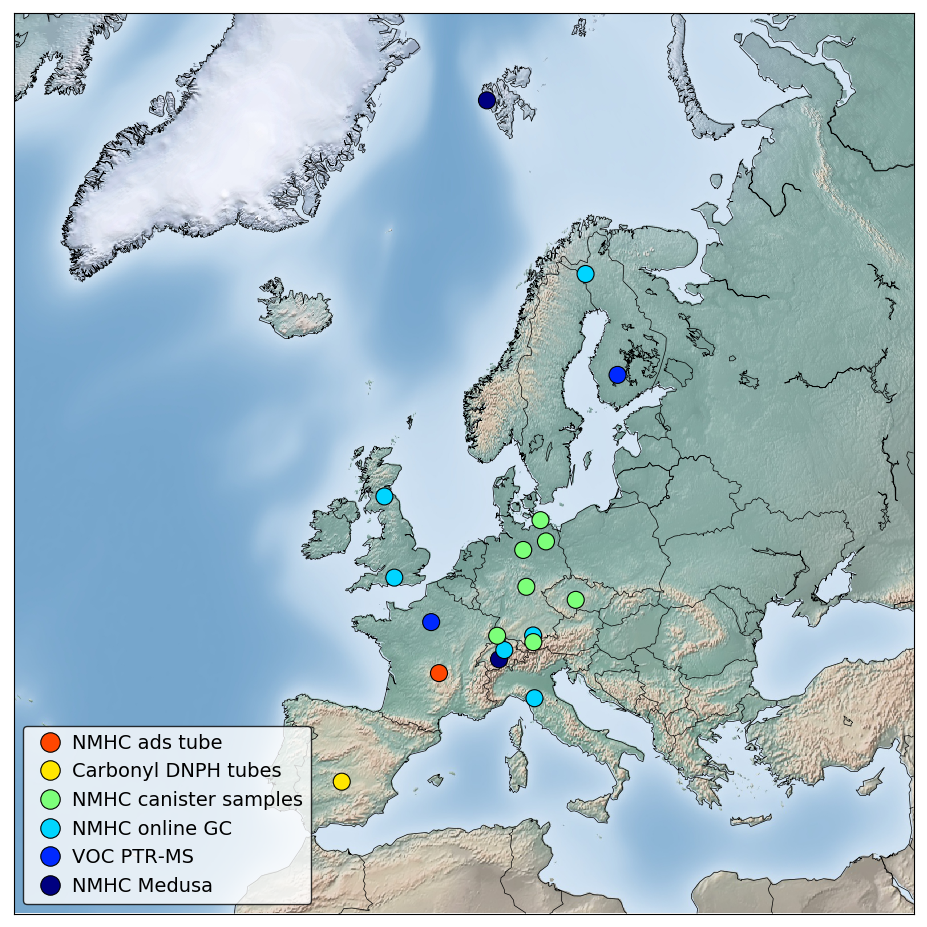 NMHC ads tube
Carbonyl DNPH tubes
NMHC canister samples
NMHC online GC
VOC PTR-MS
NMHC Medusa